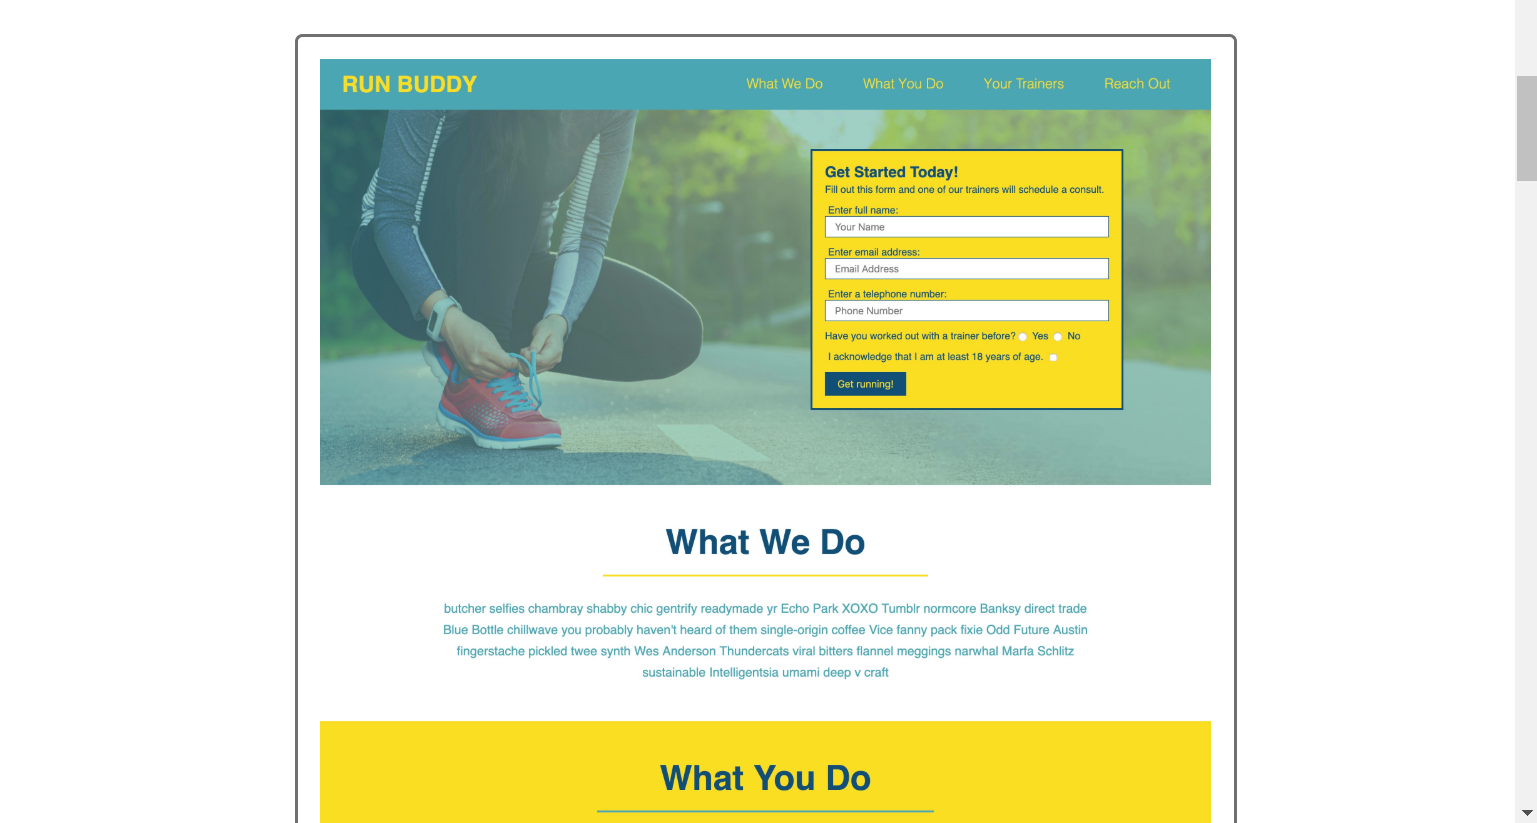 RUN BUDDY
What We Do What You Do Your Trainers Reach Out
Get Started Today!
Fill out this form and one of our trainers will schedule a consult.
Enter full name:
Your Name
Enter email address:
Email Address
Enter a telephone number:
Phone Number
Have you worked out with a trainer before? Yes No
I acknowledge that I am at least 18 years of age.
Get running!
What We Do
butcher selfies chambray shabby chic gentrify readymade yr Echo Park XOXO Tumblr normcore Banksy direct trade
Blue Bottle chillwave you probably haven't heard of them single-origin coffee Vice fanny pack fixie Odd Future Austin
fingerstache pickled twee synth Wes Anderson Thundercats viral bitters flannel meggings narwhal Marfa Schlitz
sustainable Intelligentsia umami deep v craft
What You Do